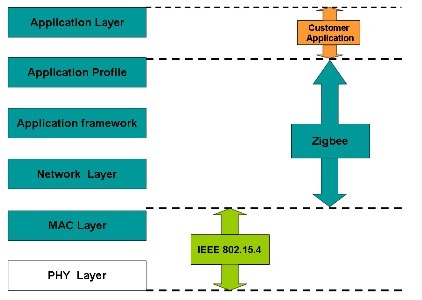 Application Layer
Customer
Application
Application Profile
Application framework
Zigbee
Network Layer
MAC Layer
IEEE 802.15.4
PHY Layer